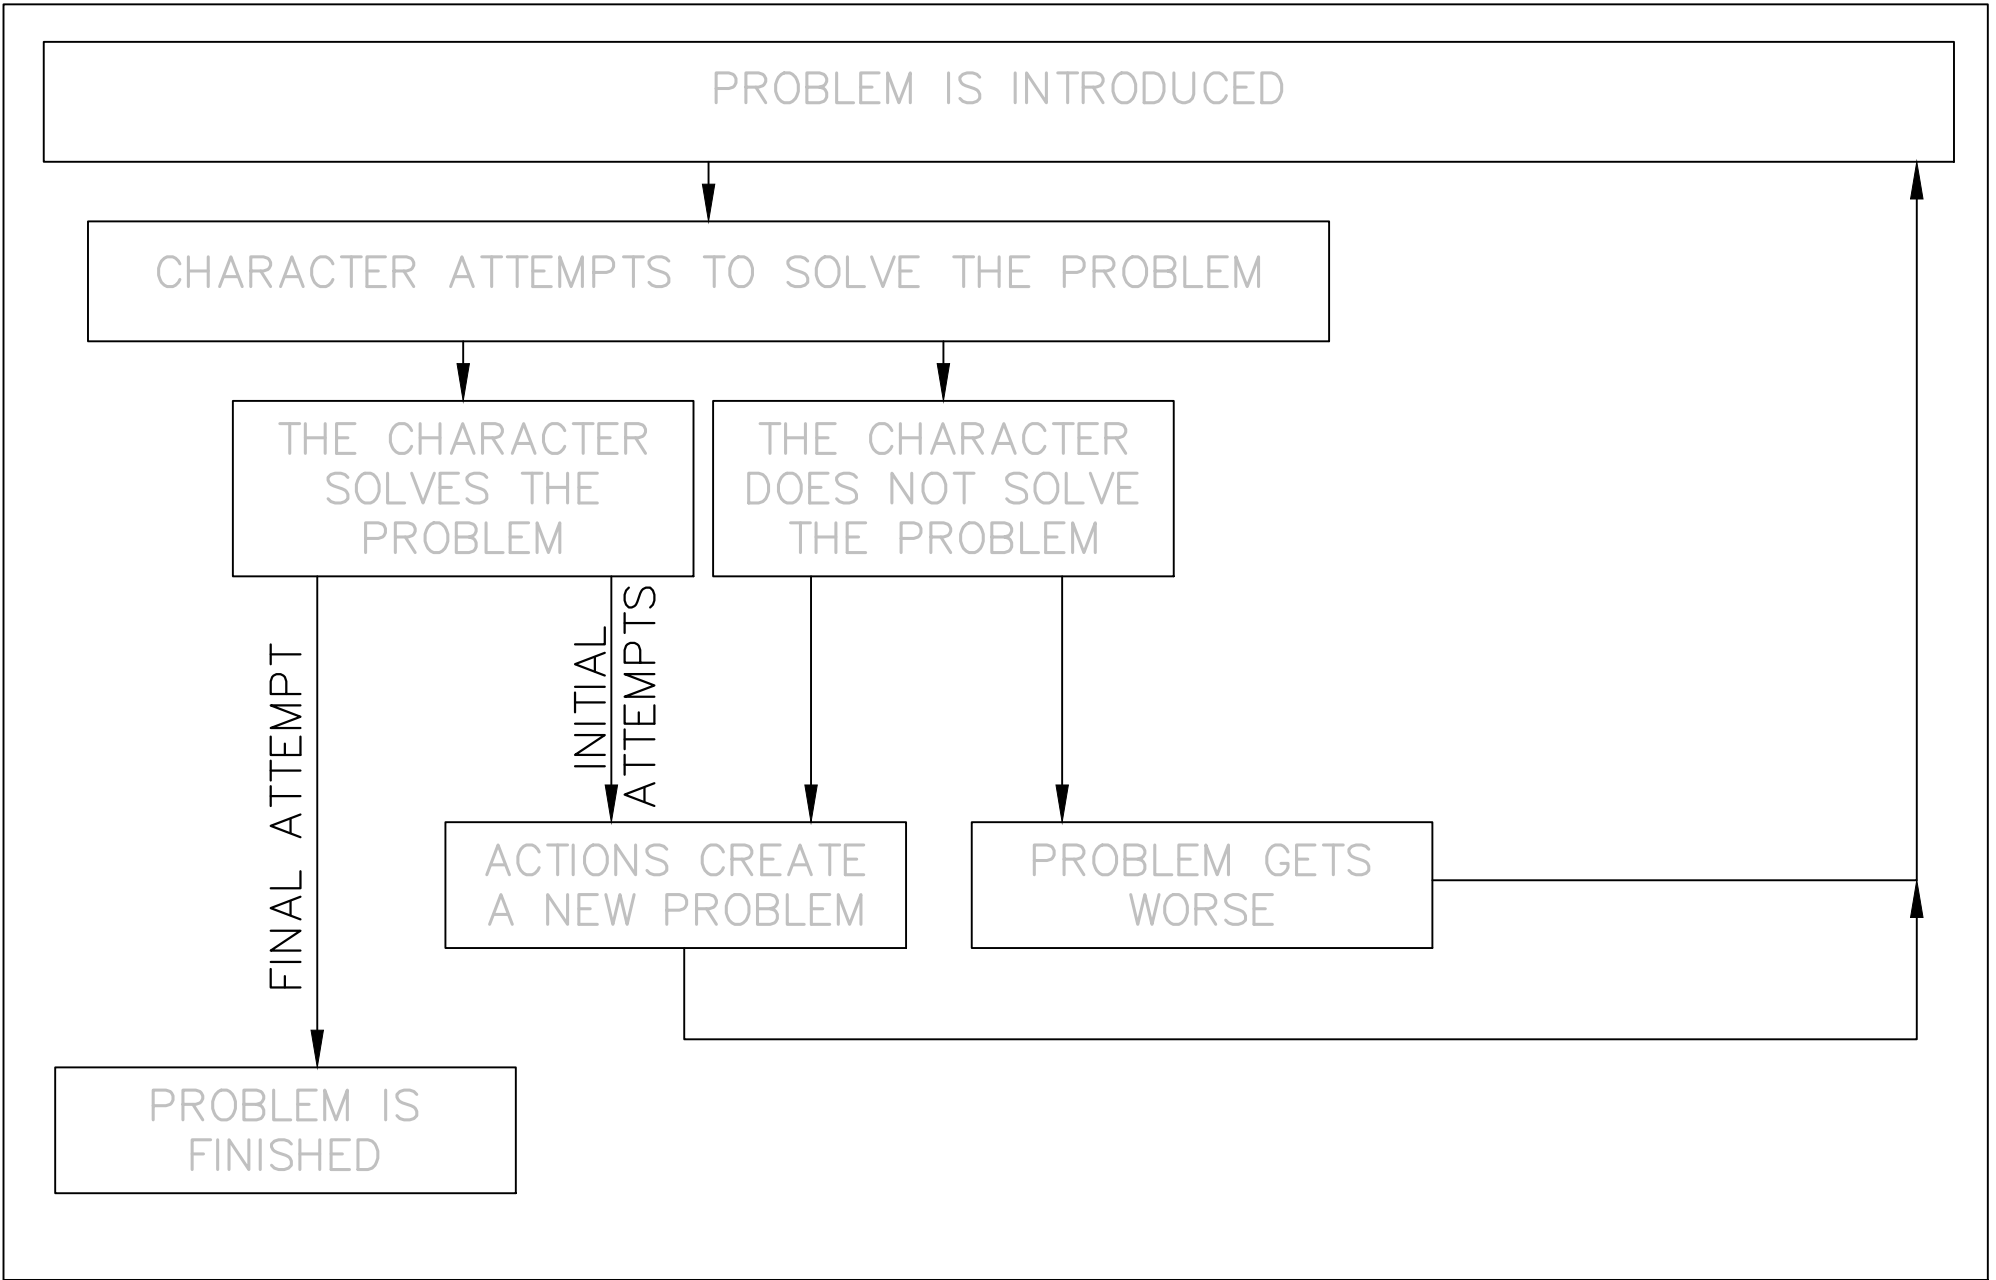 PROBLEM IS INTRODUCED
CHARACTER ATTEMPTS TO SOLVE THE PROBLEM
THE CHARACTER
SOLVES THE
PROBLEM
THE CHARACTER
DOES NOT SOLVE
THE PROBLEM
FINAL ATTEMPT
INITIAL
ATTEMPTS
ACTIONS CREATE
A NEW PROBLEM
PROBLEM GETS
WORSE
PROBLEM IS
FINISHED